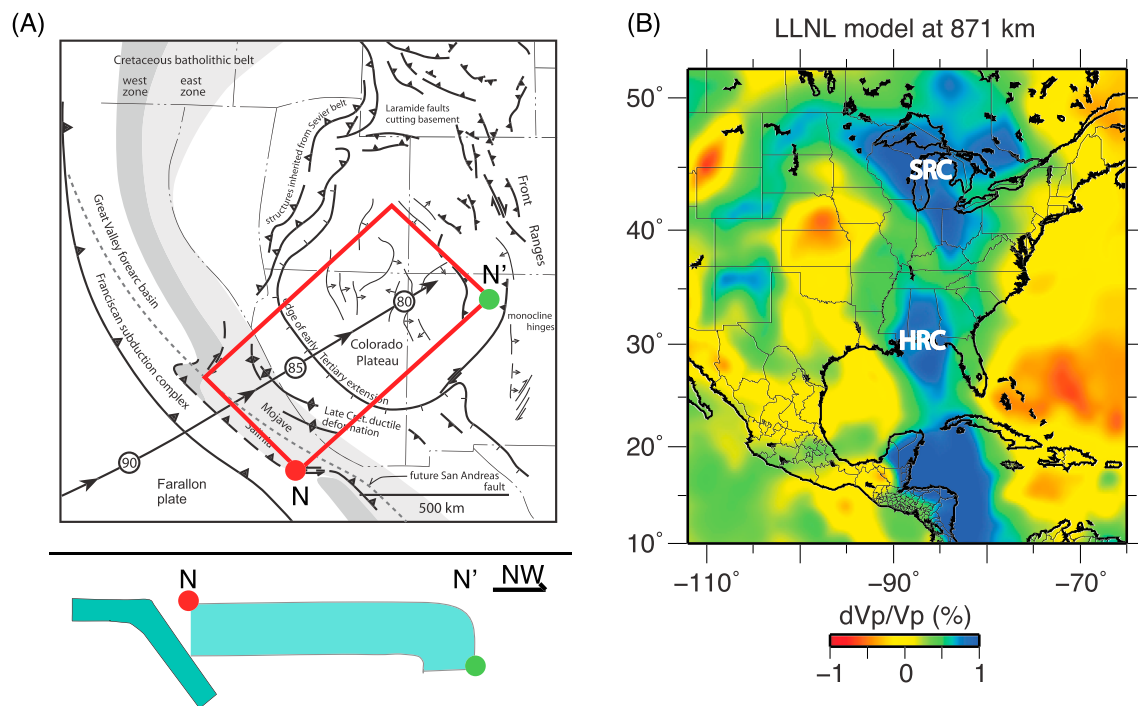 (A)
Cretaceous batholithic belt
west
zone
east
zone
structures inherited from Sevier belt
Laramide faults
cutting basement
Front
Ranges
Great Valley forearc basin
Franciscan subduction complex
N'
80
monocline
hinges
edge of early Tertiary extension
Colorado
Plateau
85
Mojave
Late Cret. ductile
deformation
Salinia
90
Farallon
plate
N
future San Andreas
fault
500 km
N
N'
NW
(B)
LLNL model at 871 km
50˚
40˚
30˚
20˚
10˚
SRC
HRC
−110˚
−90˚
−70˚
dVp/Vp (%)
−1
0
1